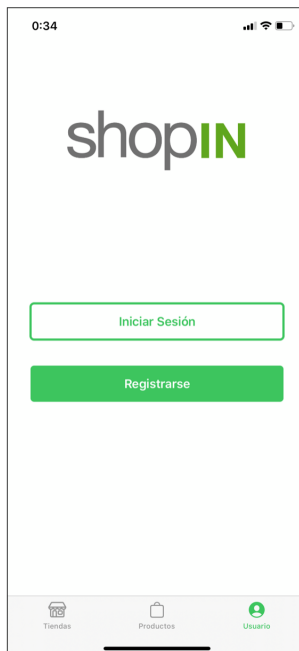 0:34
shopIN
Iniciar Sesión
Registrarse
Tiendas
Productos
Usuario